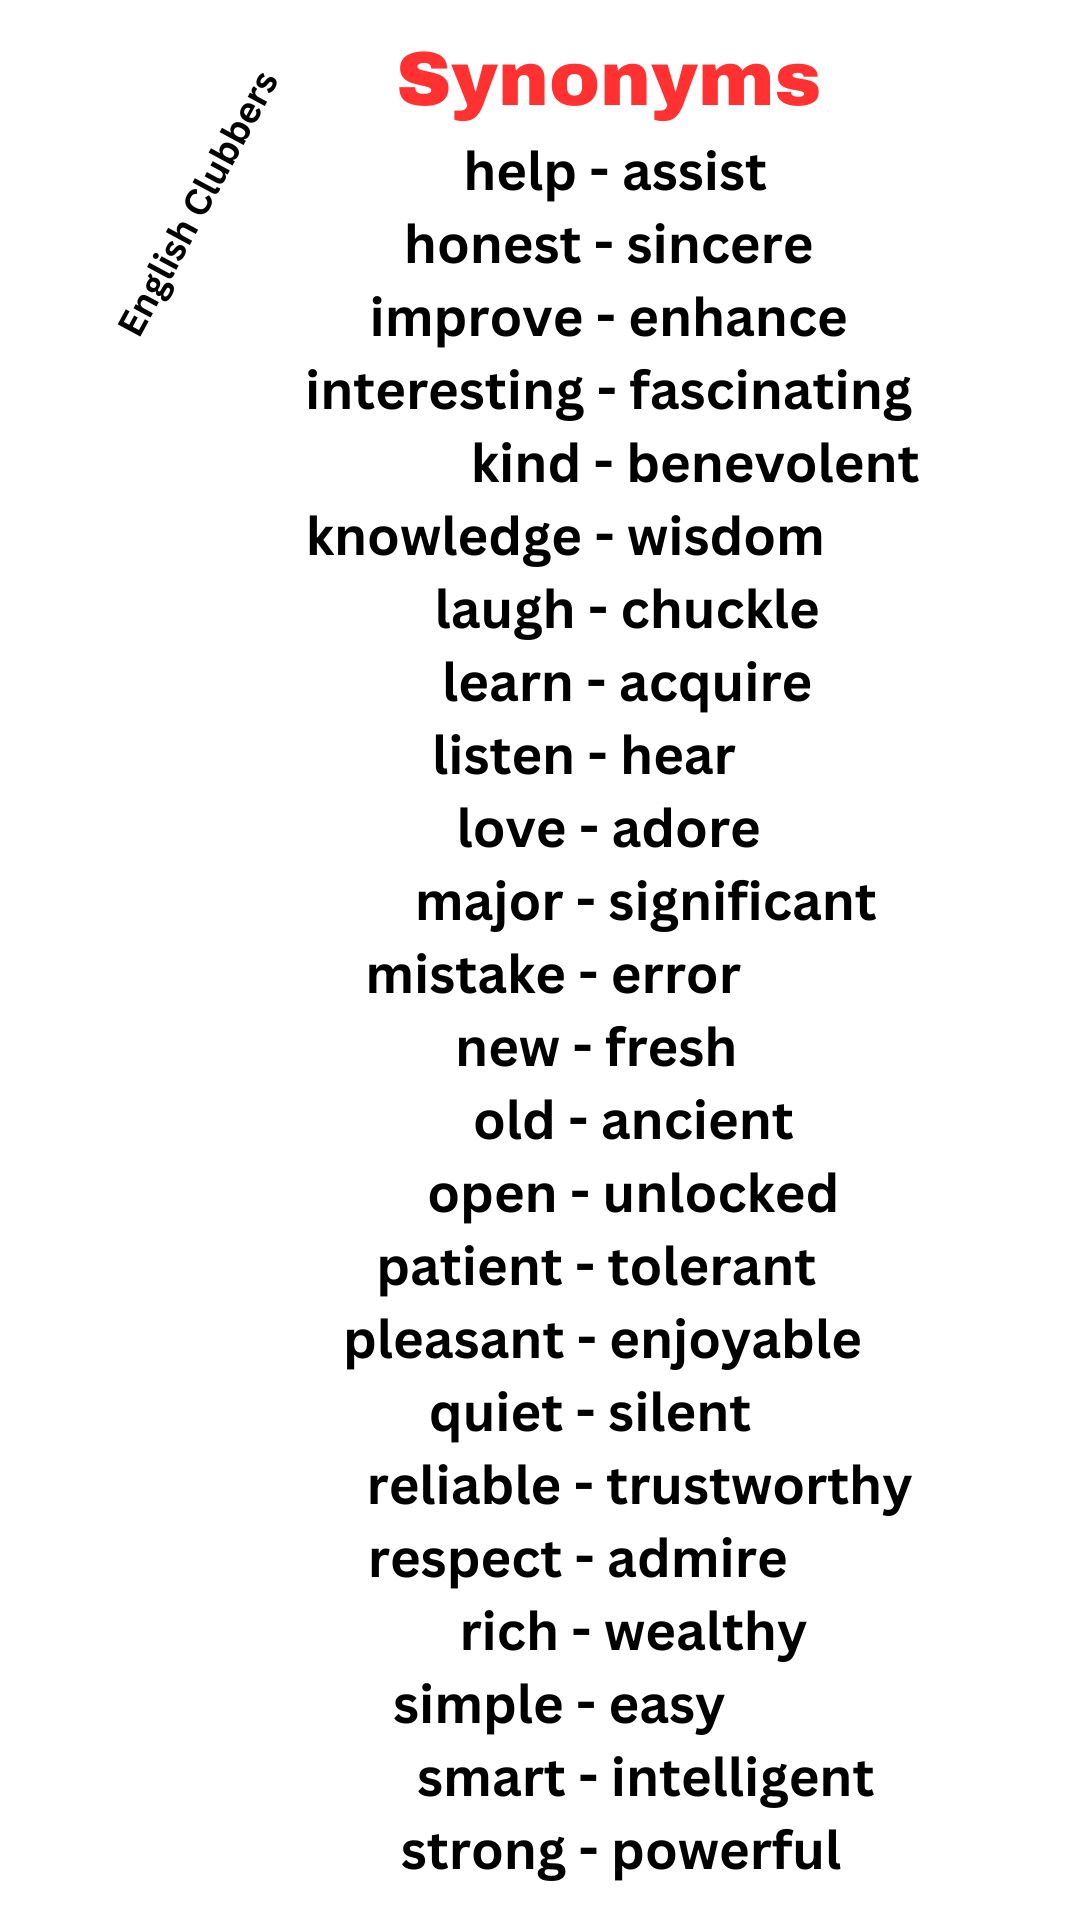 Synonyms
English Clubbers
help - assist
honest - sincere
improve - enhance
interesting - fascinating
kind - benevolent
knowledge - wisdom
laugh - chuckle
learn - acquire
listen - hear
love - adore
major - significant
mistake - error
new - fresh
old - ancient
open - unlocked
patient - tolerant
pleasant - enjoyable
quiet - silent
reliable - trustworthy
respect - admire
rich - wealthy
simple - easy
smart - intelligent
strong - powerful